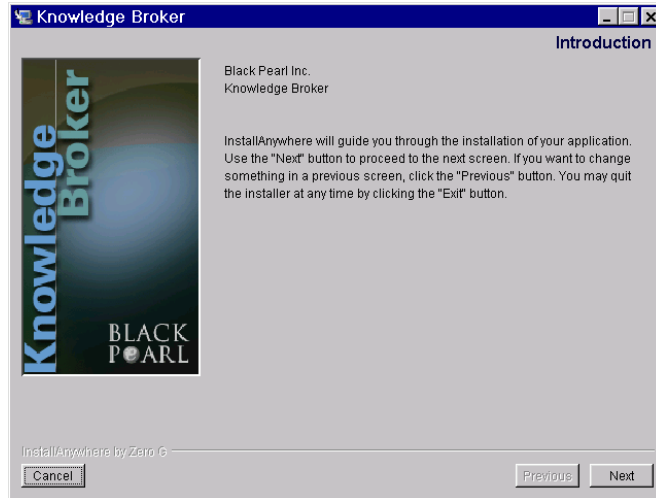 Knowledge Broker
Introduction
Knowledge
Broker
BLACK
PeARL
Black Pearl Inc.
Knowledge Broker
InstallAnywhere will guide you through the installation of your application.
Use the "Next" button to proceed to the next screen. If you want to change
something in a previous screen, click the "Previous" button. You may quit
the installer at any time by clicking the "Exit" button.
InstallAnywhere by Zero G
Cancel
Previous
Next